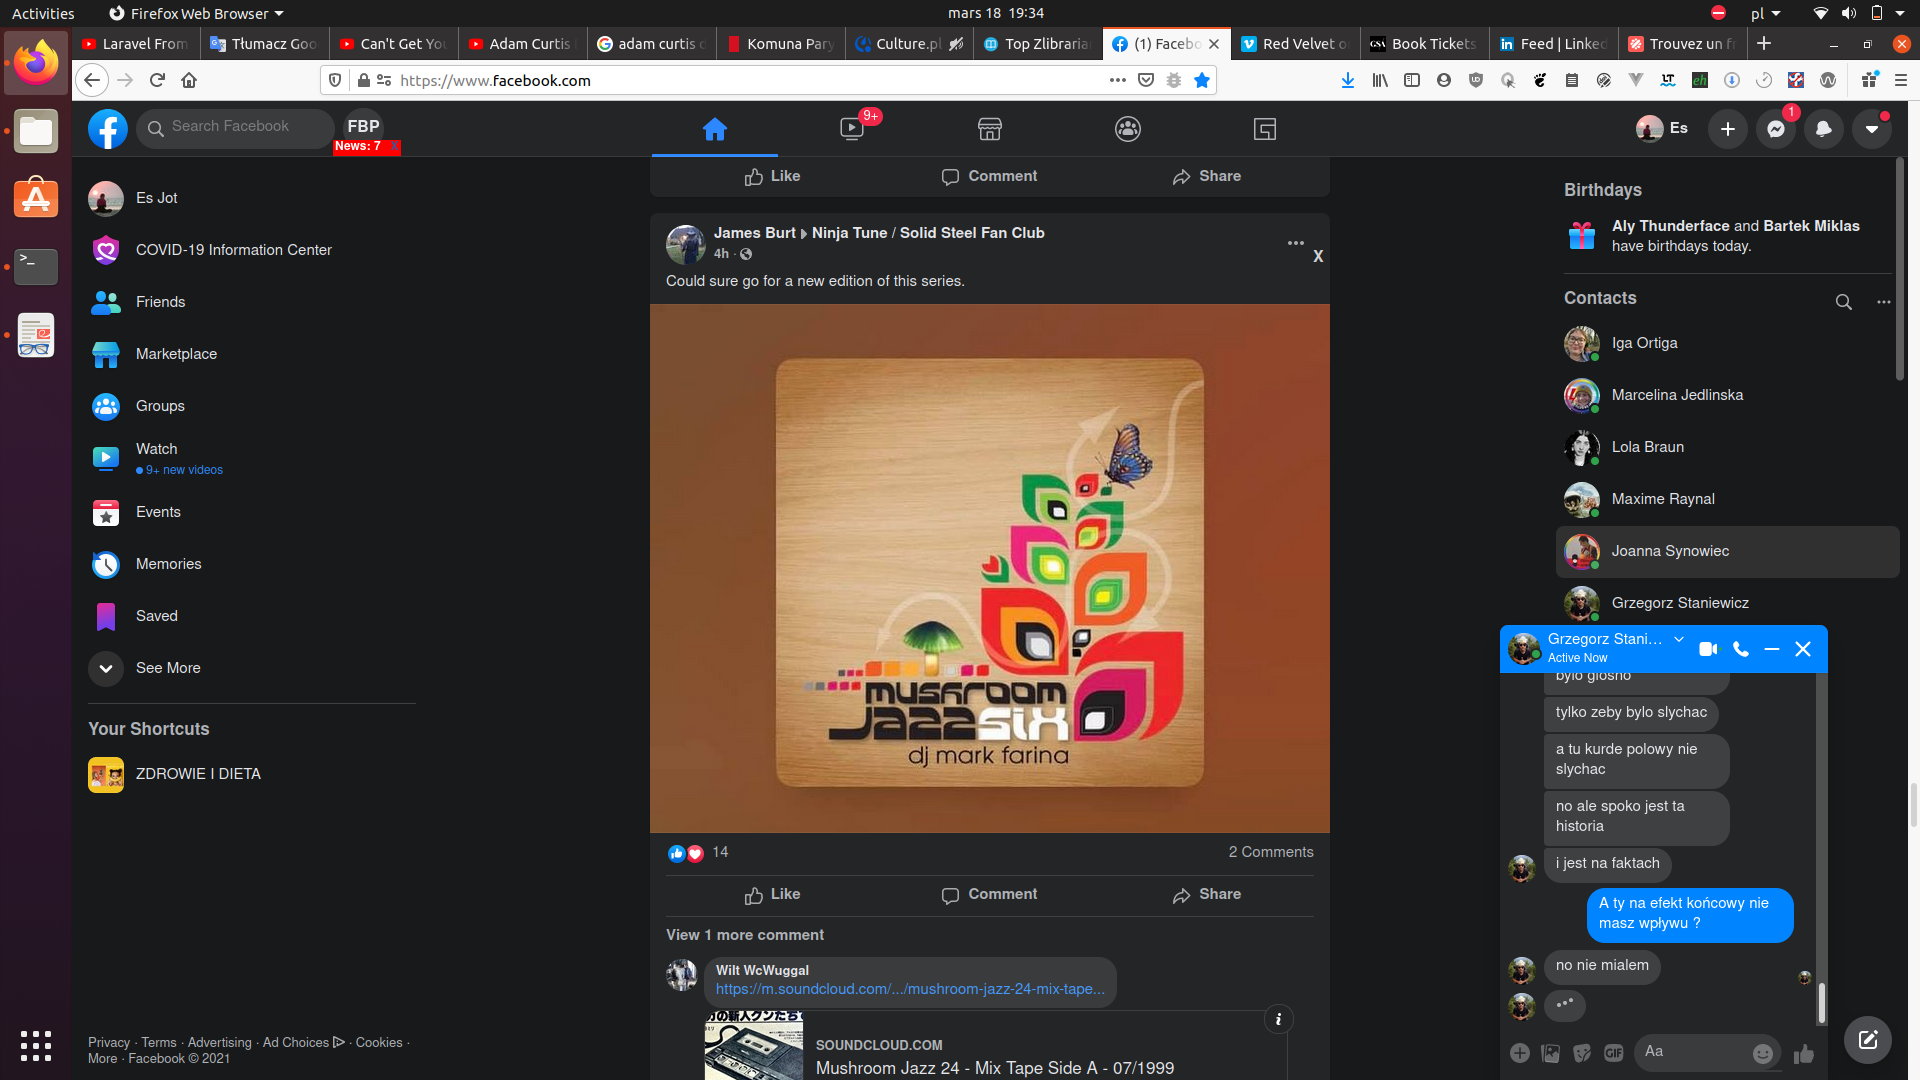 Activities
Firefox Web Browser
mars 18 19:34
pl
Laravel From
Tłumacz Goo
Can't Get Yo
Adam Curtis
adam curtis d
Komuna Pary
Culture.pl
Top Zlibraria
(1) Facebo
Red Velvet o
Book Tickets
Feed | Linked
Trouvez un f
https://www.facebook.com
Search Facebook
FBP
News: 7 X
9+
Es
1
Es Jot
COVID-19 Information Center
Friends
Marketplace
Groups
Watch
9+ new videos
Events
Memories
Saved
See More
Your Shortcuts
ZDROWIE I DIETA
Privacy · Terms · Advertising · Ad Choices · Cookies ·
More · Facebook © 2021
Like
Comment
Share
James Burt Ninja Tune / Solid Steel Fan Club
4h ·
X
Could sure go for a new edition of this series.
mushroom
jazz six
dj mark farina
14
2 Comments
Like
Comment
Share
View 1 more comment
Wilt WcWuggal
https://m.soundcloud.com/.../mushroom-jazz-24-mix-tape...
SOUNDCLOUD.COM
Mushroom Jazz 24 - Mix Tape Side A - 07/1999
Birthdays
Aly Thunderface and Bartek Miklas
have birthdays today.
Contacts
Iga Ortiga
Marcelina Jedlinska
Lola Braun
Maxime Raynal
Joanna Synowiec
Grzegorz Staniewicz
Grzegorz Stani...
Active Now
bylo glosno
tylko zeby bylo slychac
a tu kurde polowy nie
slychac
no ale spoko jest ta
historia
i jest na faktach
A ty na efekt końcowy nie
masz wpływu ?
no nie mialem
GIF
Aa